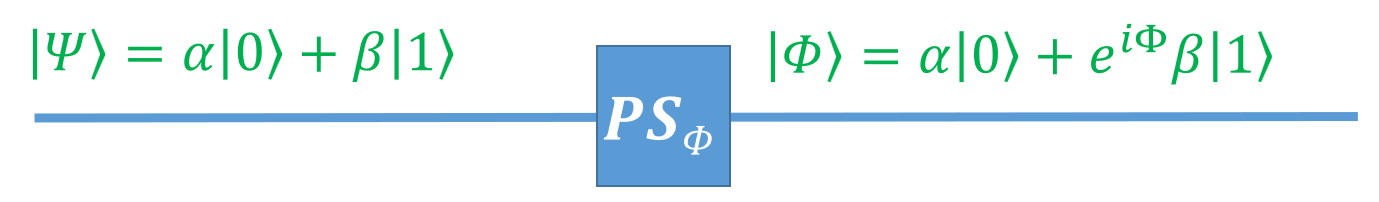 |Ψ⟩ = α|0⟩ + β|1⟩
PS_Φ
|Φ⟩ = α|0⟩ + e^{iΦ}β|1⟩